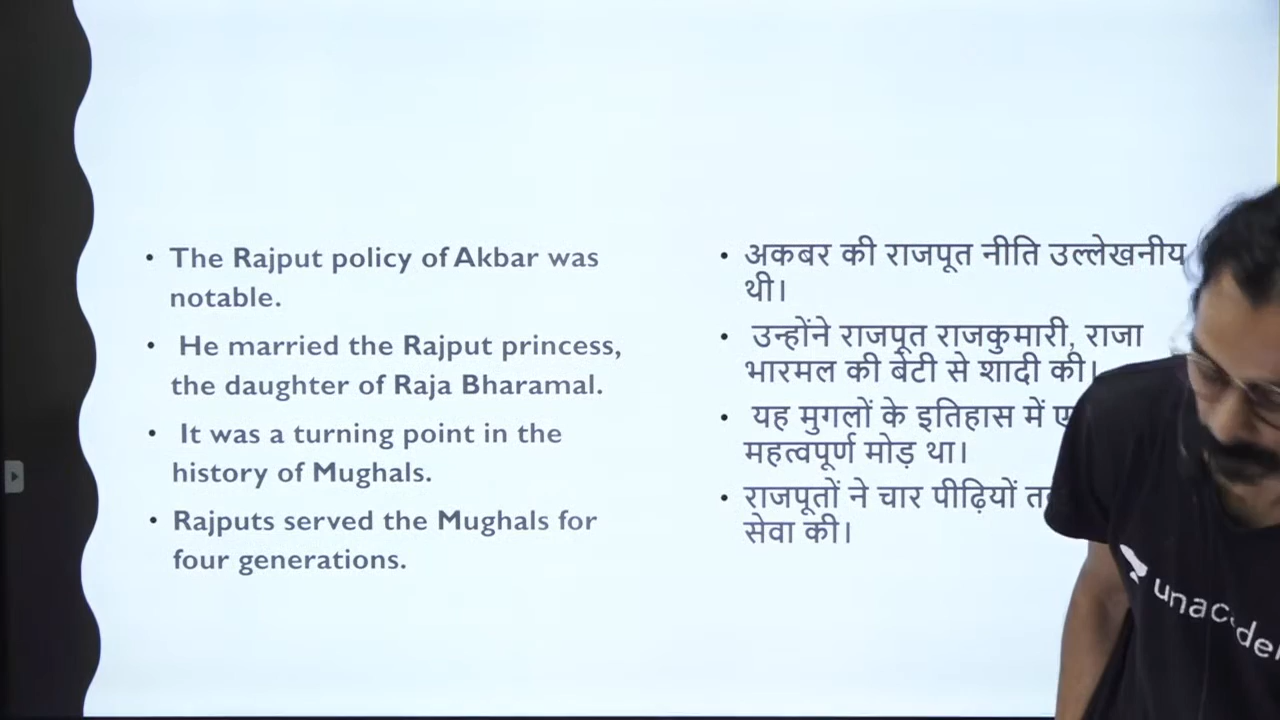 The Rajput policy of Akbar was
notable.
He married the Rajput princess,
the daughter of Raja Bharamal.
It was a turning point in the
history of Mughals.
Rajputs served the Mughals for
four generations.
अकबर की राजपूत नीति उल्लेखनीय
थी।
उन्होंने राजपूत राजकुमारी, राजा
भारमल की बेटी से शादी की।
यह मुगलों के इतिहास में
महत्वपूर्ण मोड़ था।
राजपूतों ने चार पीढ़ियों
सेवा की।